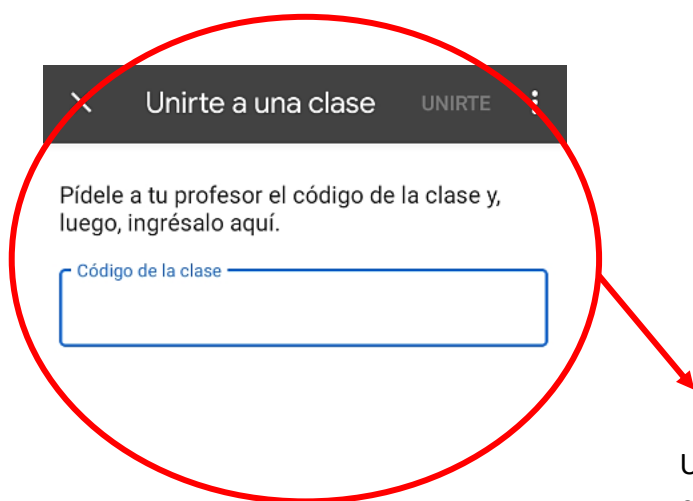 Unirte a una clase UNIRTE
Pídele a tu profesor el código de la clase y,
luego, ingrésalo aquí.
Código de la clase